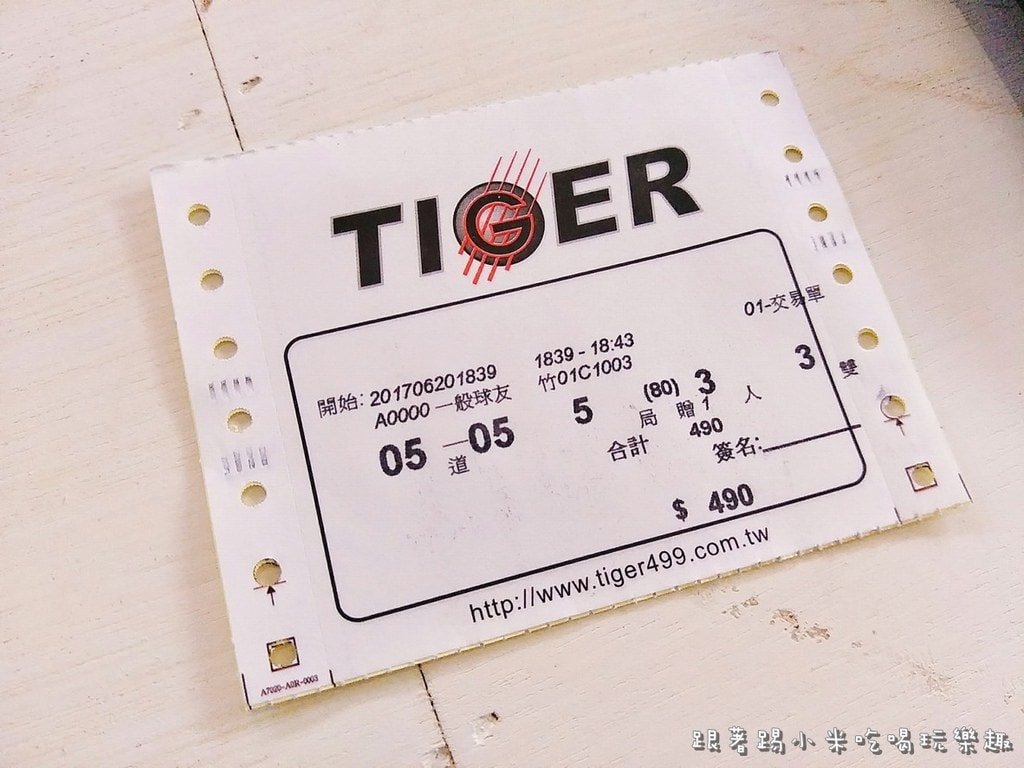 TIGER
01-交易單
開始: 201706201839 1839 - 18:43
A0000 一般球友 竹01C1003
05 — 05 5 (80) 3 3 雙
道 局 贈 1 人
合計 490 簽名:
$ 490
http://www.tiger499.com.tw
A7020-A0R-0003
跟著踢小米吃喝玩樂趣